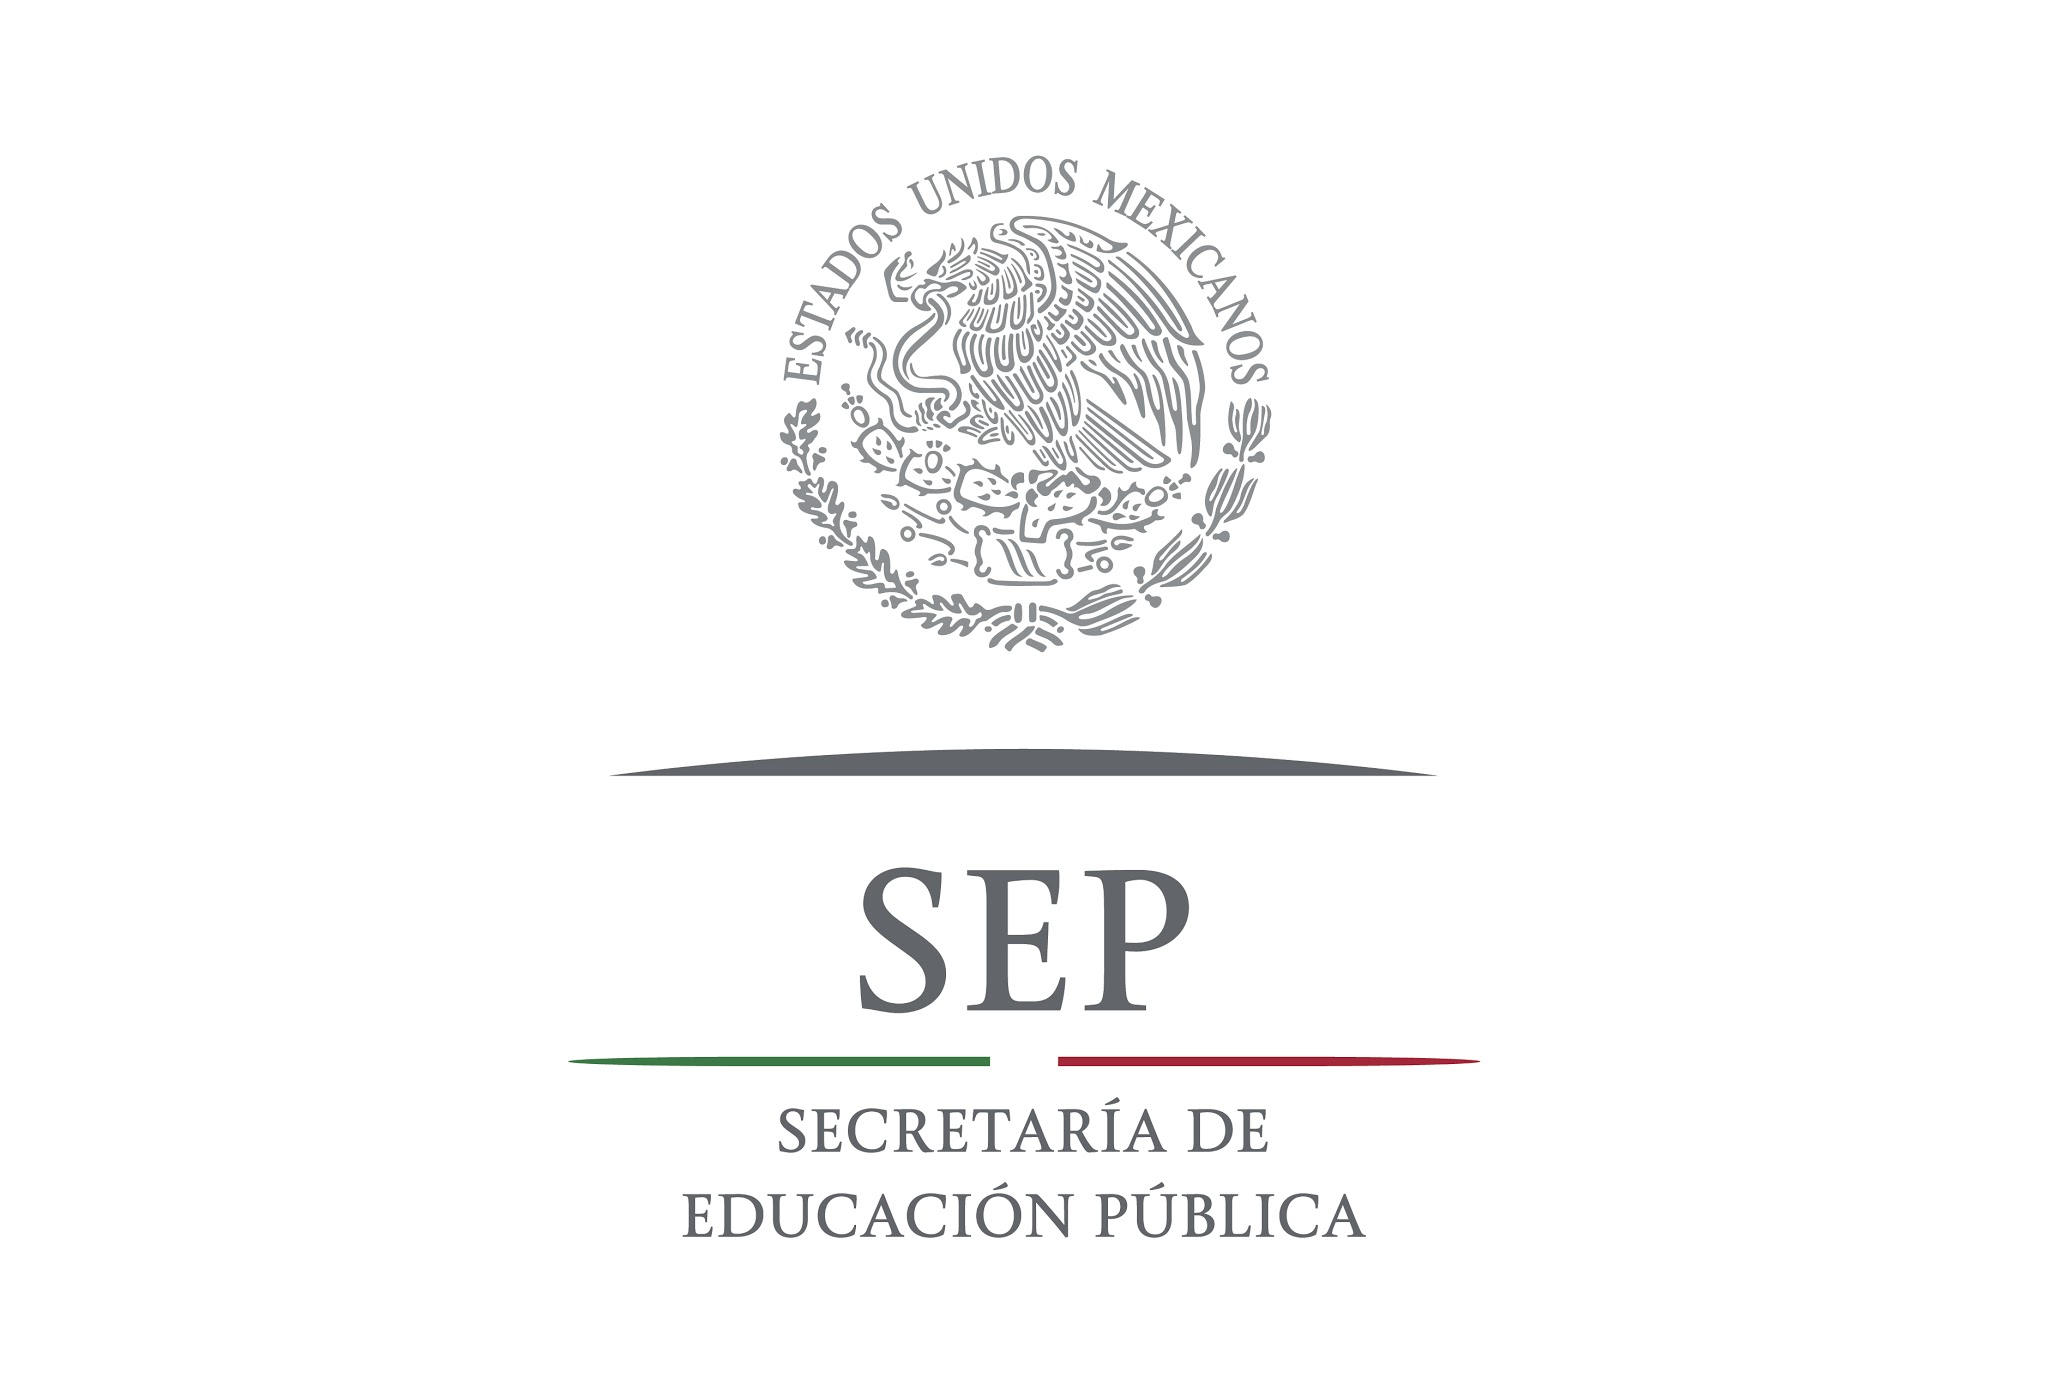 ESTADOS UNIDOS MEXICANOS
SEP
SECRETARÍA DE
EDUCACIÓN PÚBLICA